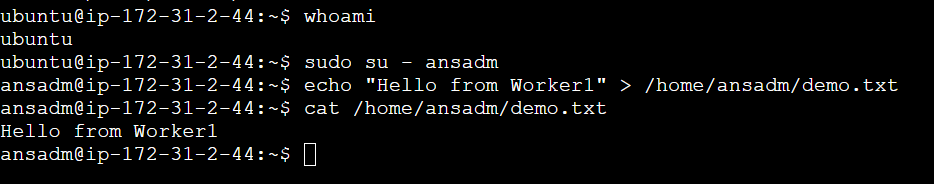 ubuntu@ip-172-31-2-44:~$ whoami
ubuntu
ubuntu@ip-172-31-2-44:~$ sudo su - ansadm
ansadm@ip-172-31-2-44:~$ echo "Hello from Worker1" > /home/ansadm/demo.txt
ansadm@ip-172-31-2-44:~$ cat /home/ansadm/demo.txt
Hello from Worker1
ansadm@ip-172-31-2-44:~$